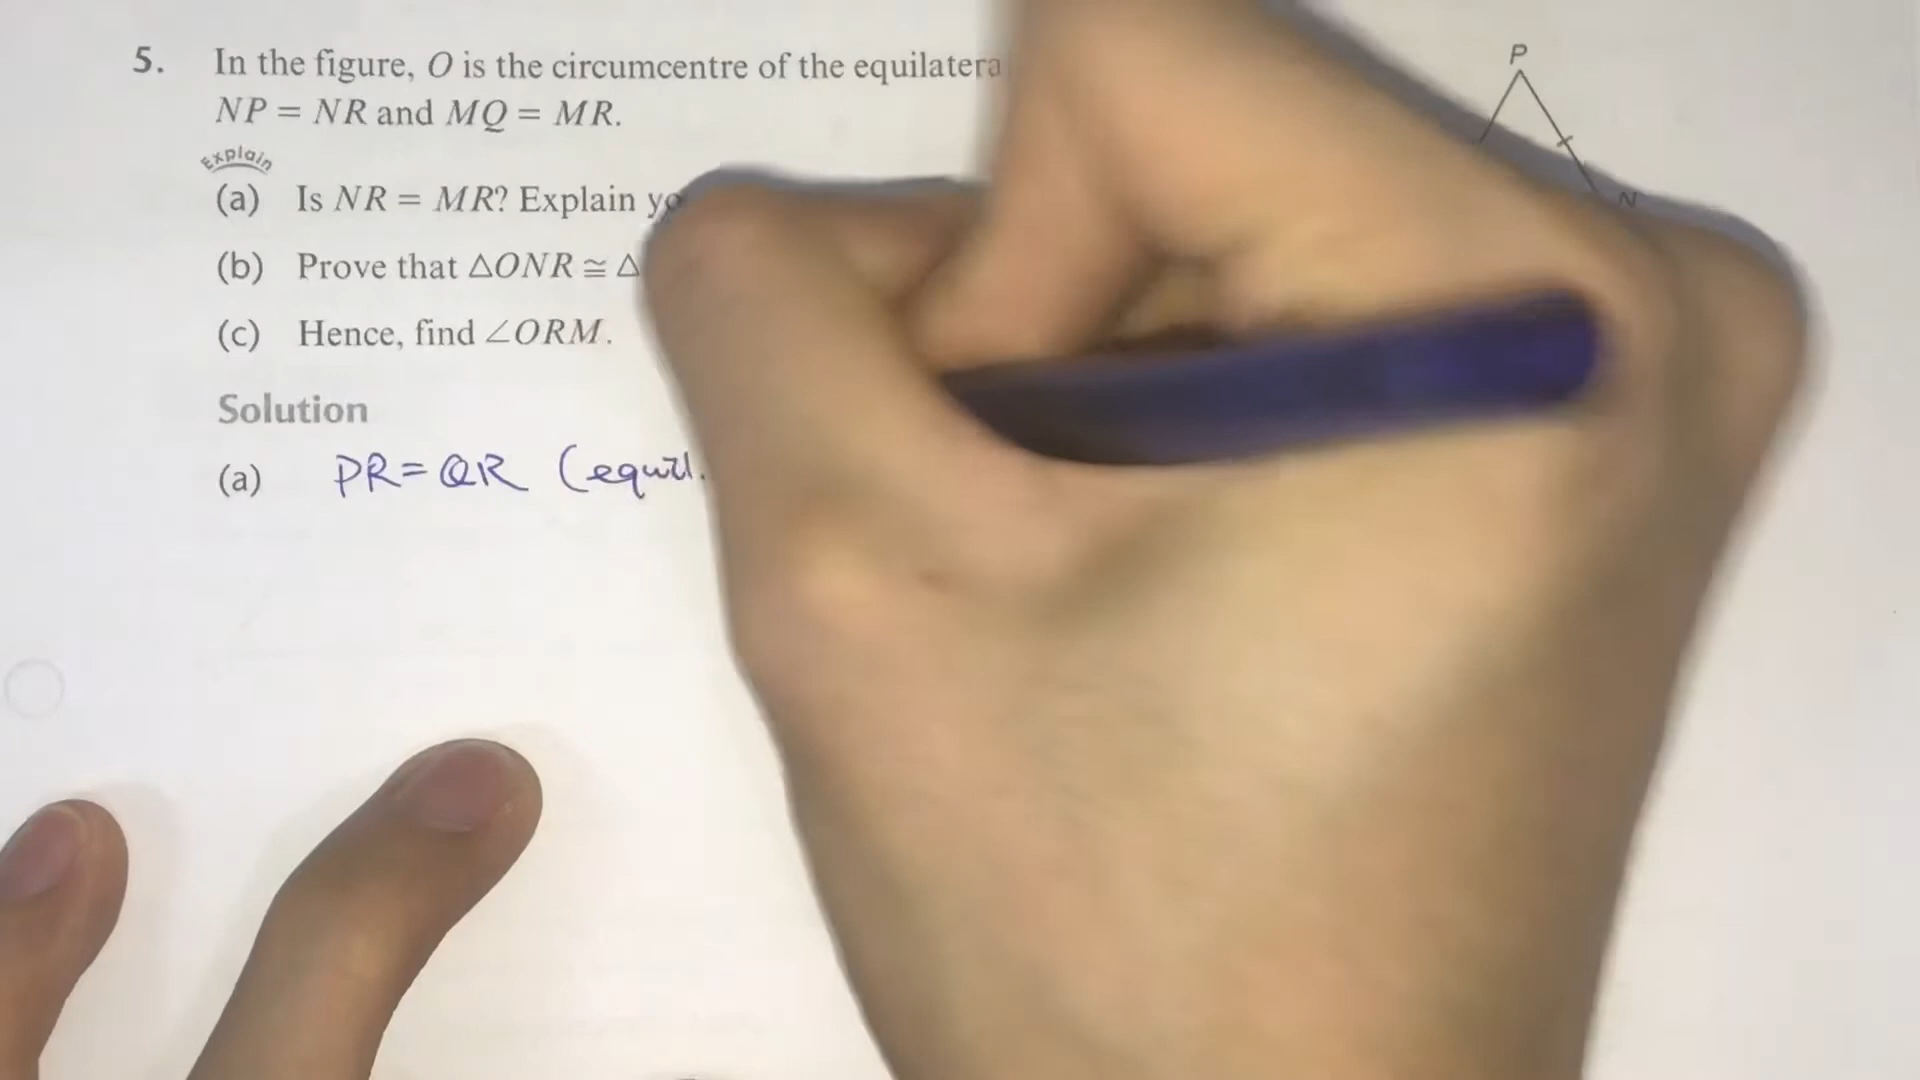 5. In the figure, O is the circumcentre of the equilatera
NP = NR and MQ = MR.
Explain
(a) Is NR = MR? Explain yo
(b) Prove that △ONR ≅ △
(c) Hence, find ∠ORM.
Solution
(a) PR = QR (equil.
P
N